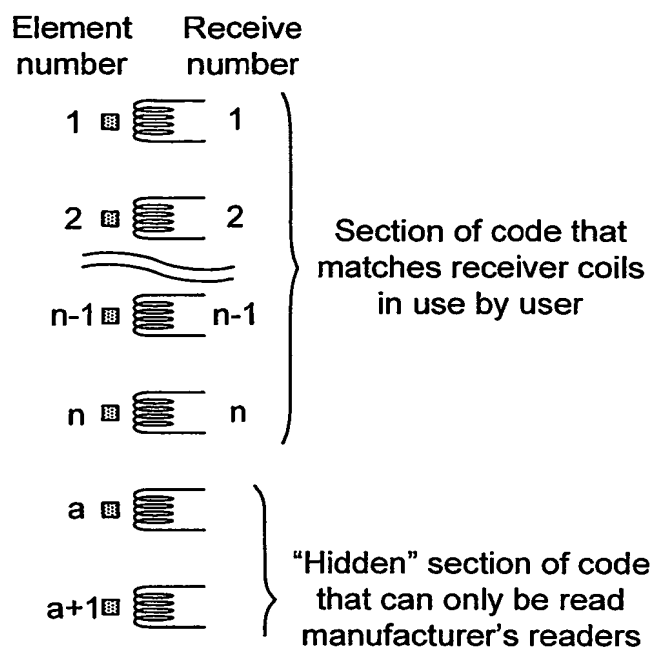 Element number
Receive number
1 1
2 2
Section of code that
matches receiver coils
in use by user
n-1 n-1
n n
a
a+1
“Hidden” section of code
that can only be read
manufacturer’s readers